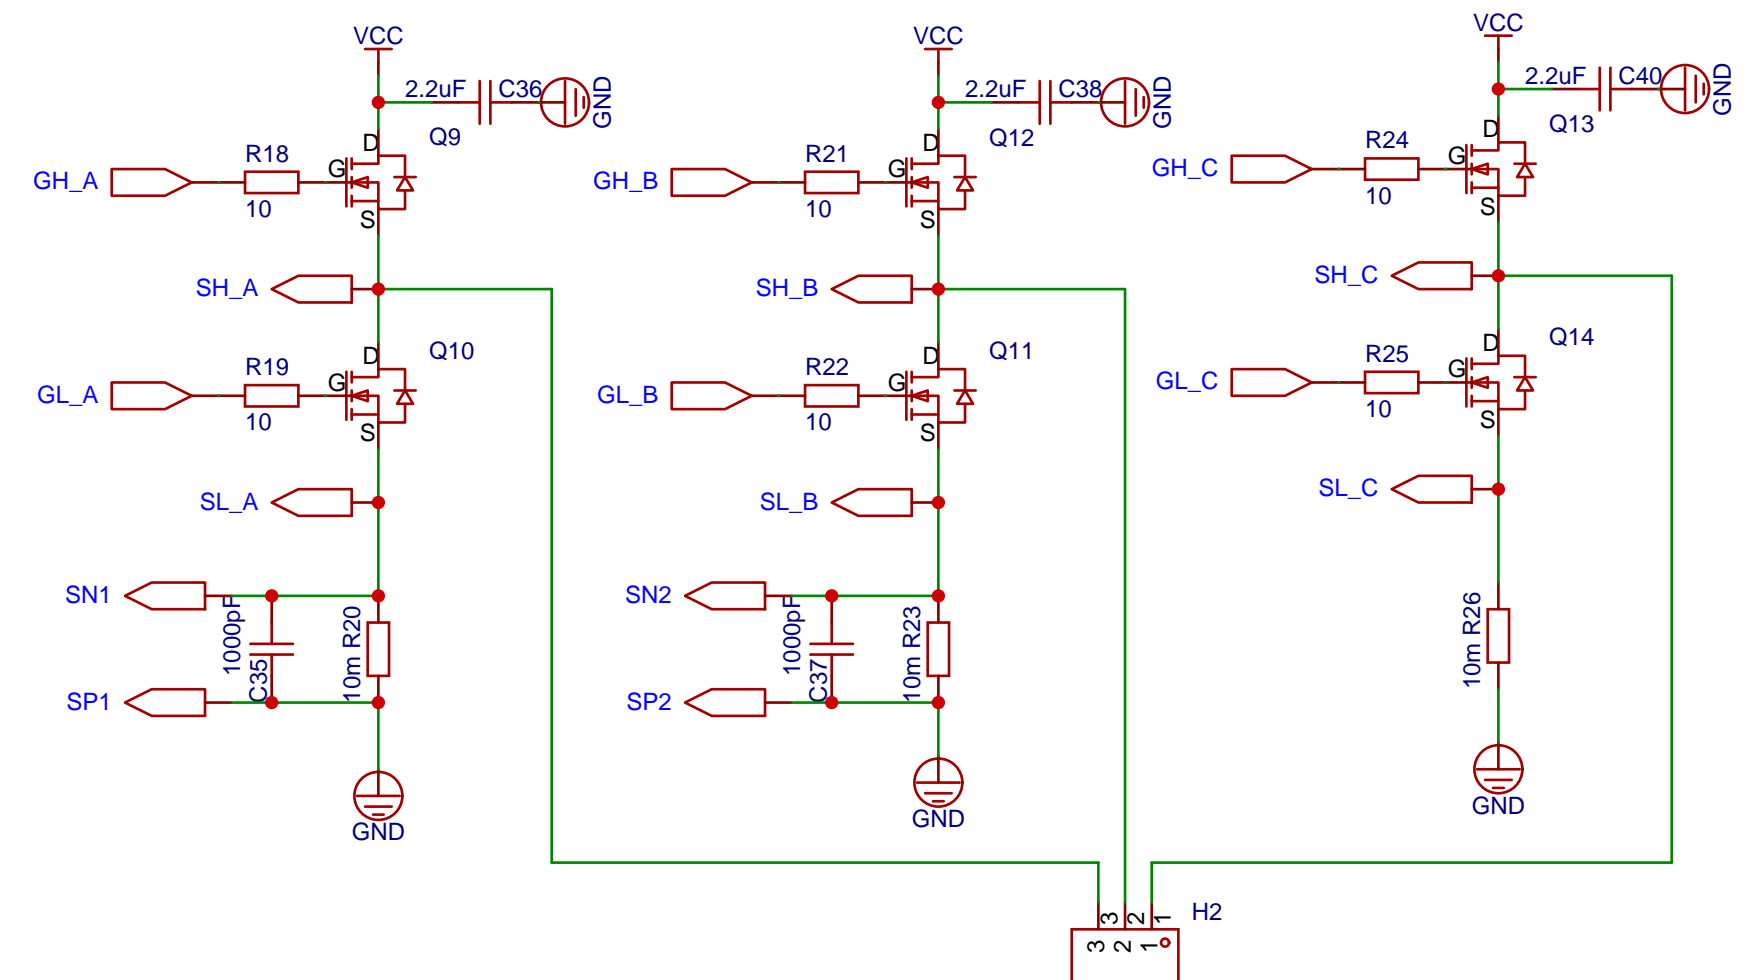 VCC
2.2uF
C36
GND
Q9
D
G
S
R18
10
GH_A
SH_A
Q10
D
G
S
R19
10
GL_A
SL_A
SN1
1000pF
C35
10m R20
SP1
GND
VCC
2.2uF
C38
GND
Q12
D
G
S
R21
10
GH_B
SH_B
Q11
D
G
S
R22
10
GL_B
SL_B
SN2
1000pF
C37
10m R23
SP2
GND
VCC
2.2uF
C40
GND
Q13
D
G
S
R24
10
GH_C
SH_C
Q14
D
G
S
R25
10
GL_C
SL_C
10m R26
GND
H2
3
2
1
3
2
1